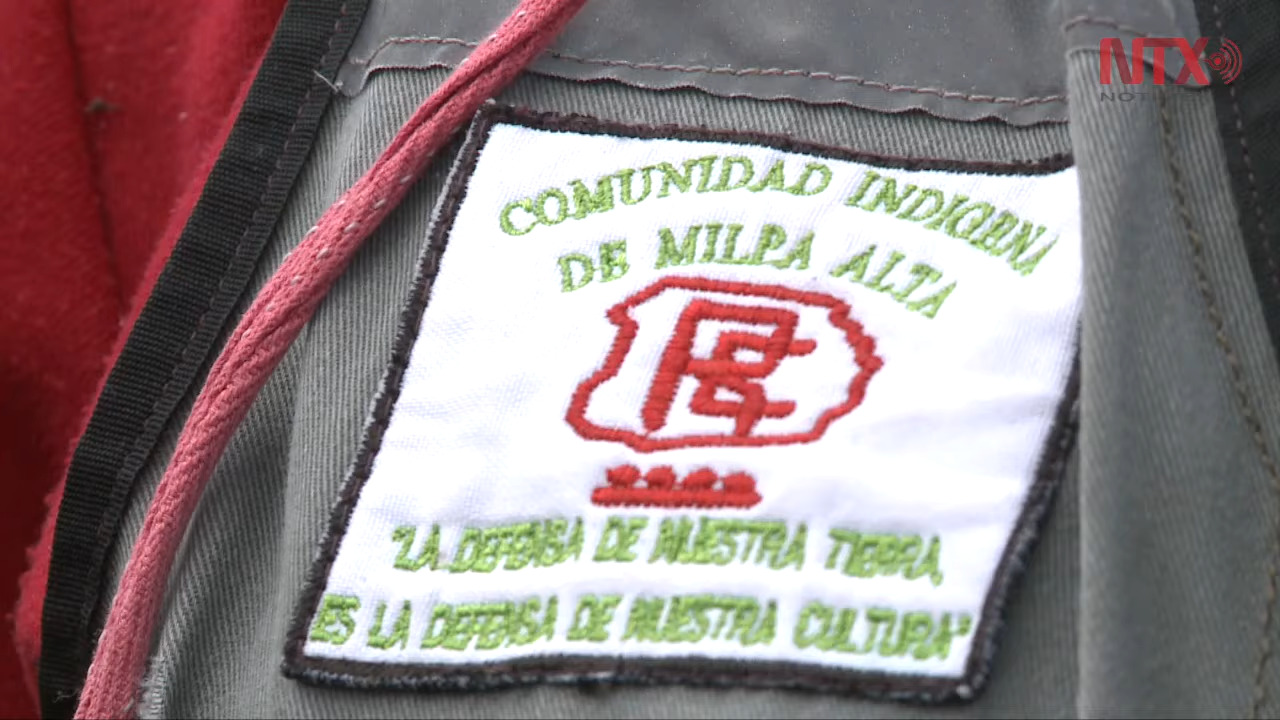 NTX
COMUNIDAD INDIGENA
DE MILPA ALTA
"LA DEFENSA DE NUESTRA TIERRA,
ES LA DEFENSA DE NUESTRA CULTURA"